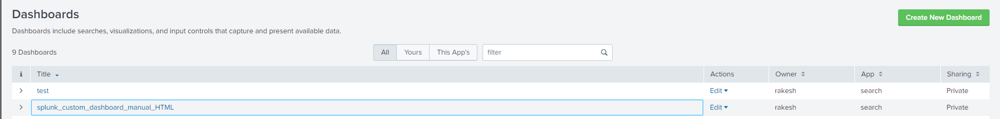 Dashboards
Create New Dashboard
Dashboards include searches, visualizations, and input controls that capture and present available data.
9 Dashboards
All Yours This App's filter
i Title Actions Owner App Sharing
test Edit rakesh search Private
splunk_custom_dashboard_manual_HTML Edit rakesh search Private